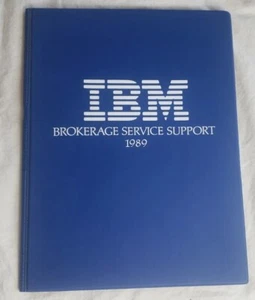 IBM
BROKERAGE SERVICE SUPPORT
1989